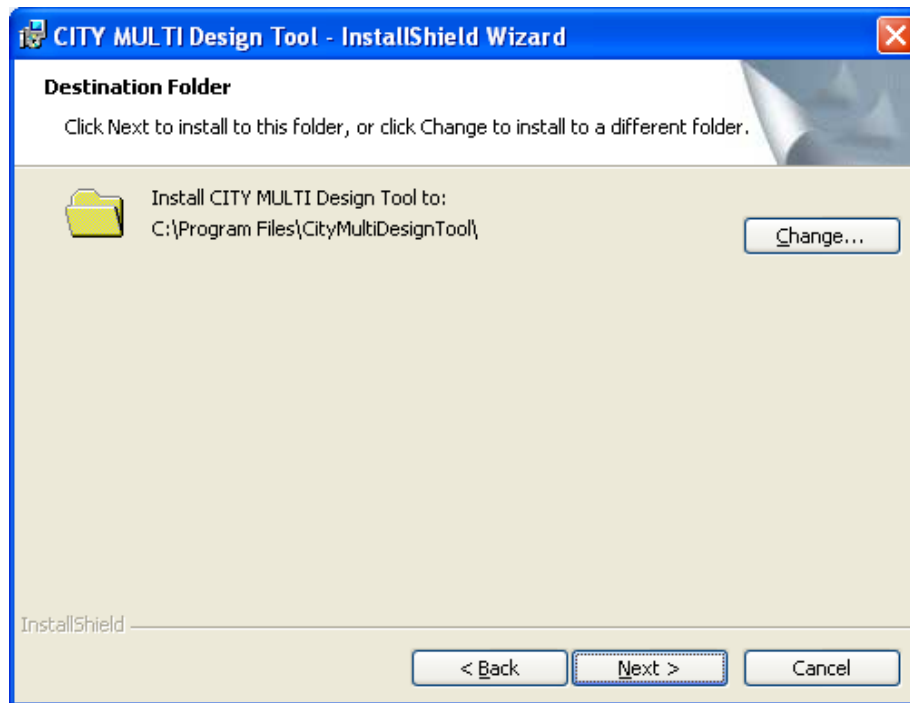 CITY MULTI Design Tool - InstallShield Wizard
Destination Folder
Click Next to install to this folder, or click Change to install to a different folder.
Install CITY MULTI Design Tool to:
C:\Program Files\CityMultiDesignTool\
Change...
InstallShield
< Back
Next >
Cancel